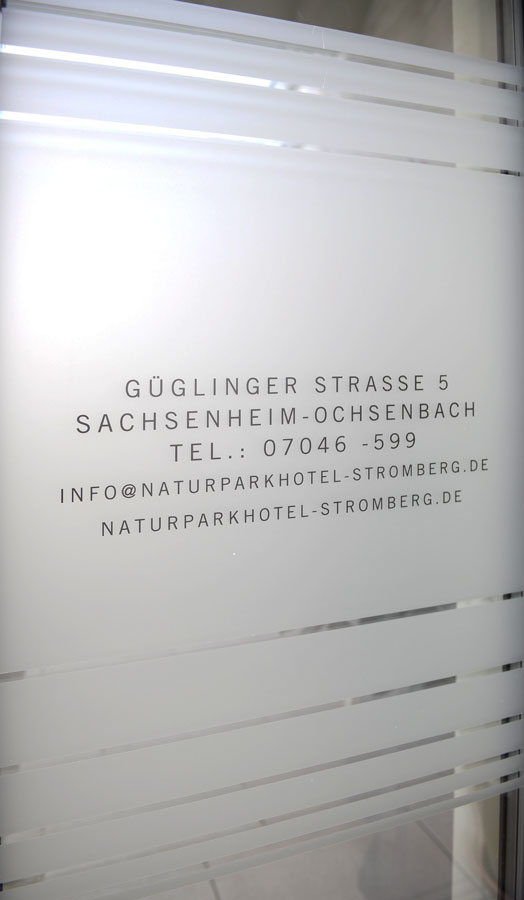 GÜGLINGER STRASSE 5
SACHSENHEIM-OCHSENBACH
TEL.: 07046 -599
INFO@NATURPARKHOTEL-STROMBERG.DE
NATURPARKHOTEL-STROMBERG.DE